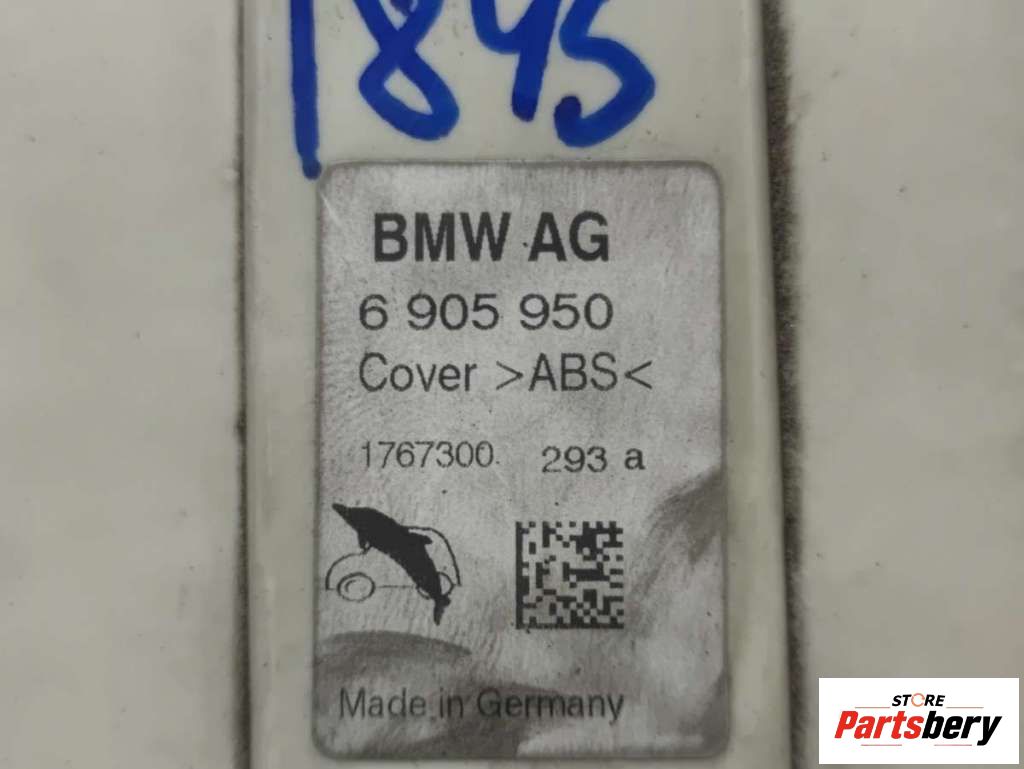 1845
BMW AG
6 905 950
Cover >ABS<
1767300 293 a
Made in Germany
STORE
Partsbery